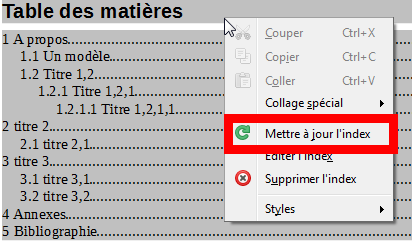 Table des matières
1 A propos
1.1 Un modèle
1.2 Titre 1,2
1.2.1 Titre 1,2,1
1.2.1.1 Titre 1,2,1,1
2 titre 2
2.1 titre 2,1
3 titre 3
3.1 titre 3,1
3.2 titre 3,2
4 Annexes
5 Bibliographie
Couper Ctrl+X
Copier Ctrl+C
Coller Ctrl+V
Collage spécial
Mettre à jour l'index
Éditer l'index
Supprimer l'index
Styles